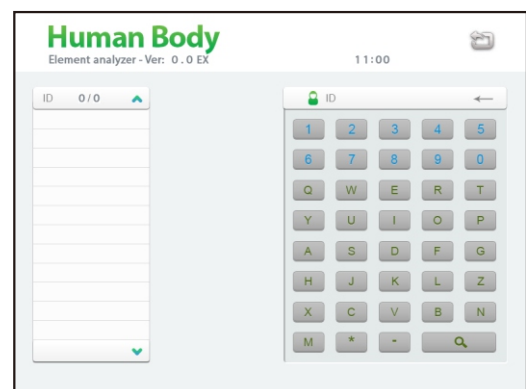 Human Body
Element analyzer - Ver: 0.0 EX
11:00
ID 0/0
ID
1 2 3 4 5
6 7 8 9 0
Q W E R T
Y U I O P
A S D F G
H J K L Z
X C V B N
M * -